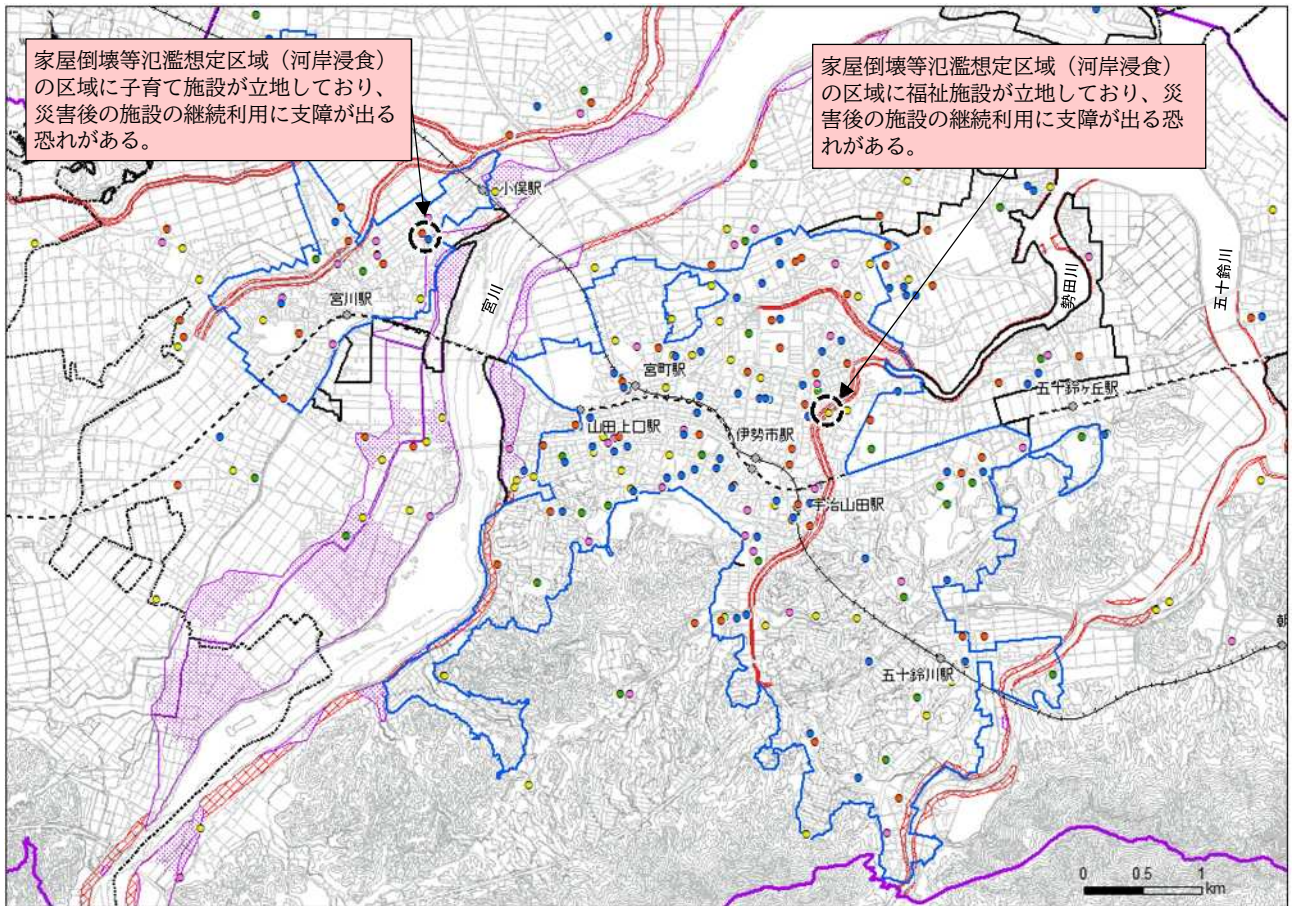 家屋倒壊等氾濫想定区域（河岸浸食）
の区域に子育て施設が立地しており、
災害後の施設の継続利用に支障が出る
恐れがある。
家屋倒壊等氾濫想定区域（河岸浸食）
の区域に福祉施設が立地しており、災
害後の施設の継続利用に支障が出る恐
れがある。
小俣駅
宮川駅
宮川
勢田川
五十鈴川
宮町駅
山田上口駅
伊勢市駅
五十鈴ヶ丘駅
宇治山田駅
五十鈴川駅
朝
0 0.5 1
km